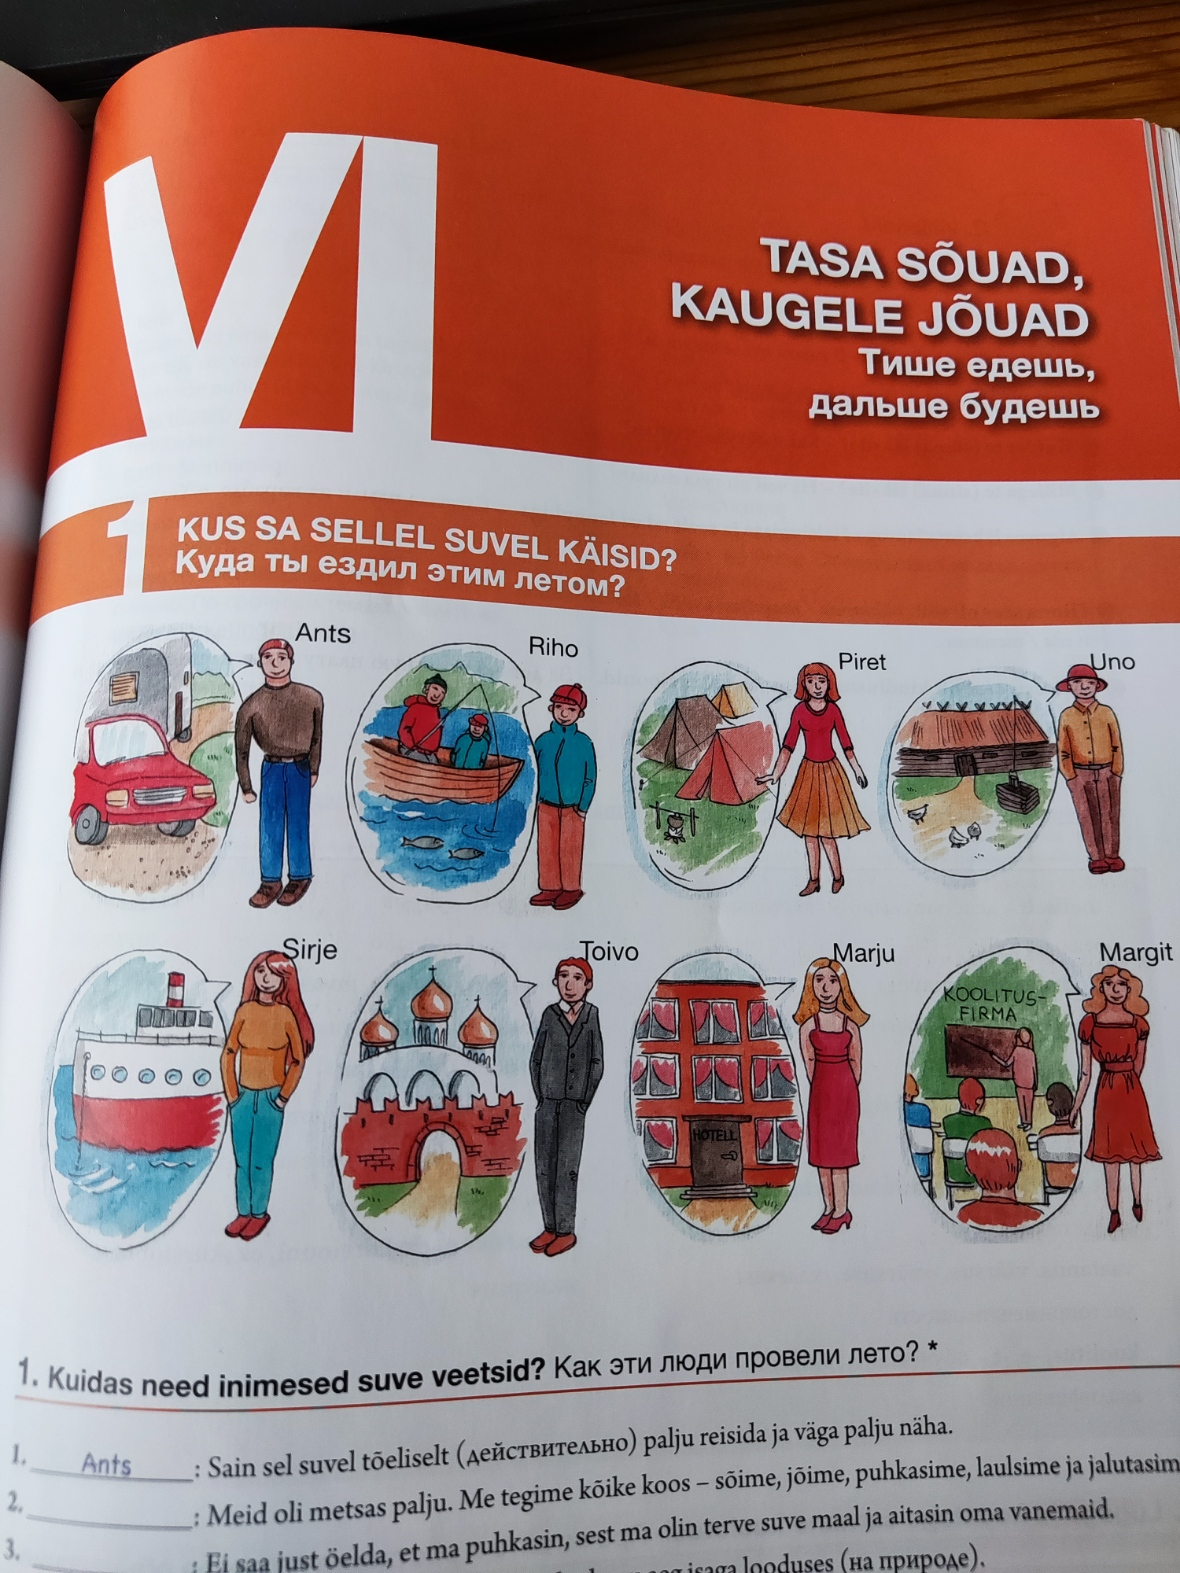 VI
TASA SÕUAD,
KAUGELE JÕUAD
Тише едешь,
дальше будешь
1
KUS SA SELLEL SUVEL KÄISID?
Куда ты ездил этим летом?
Ants
Riho
Piret
Uno
Sirje
Toivo
Marju
Margit
KOOLITUS-
FIRMA
HOTELL
1. Kuidas need inimesed suve veetsid? Как эти люди провели лето? *
1. Ants : Sain sel suvel tõeliselt (действительно) palju reisida ja väga palju näha.
2. : Meid oli metsas palju. Me tegime kõike koos – sõime, jõime, puhkasime, laulsime ja jalutasim
3. : Ei saa just öelda, et ma puhkasin, sest ma olin terve suve maal ja aitasin oma vanemaid.
isaga looduses (на природе).